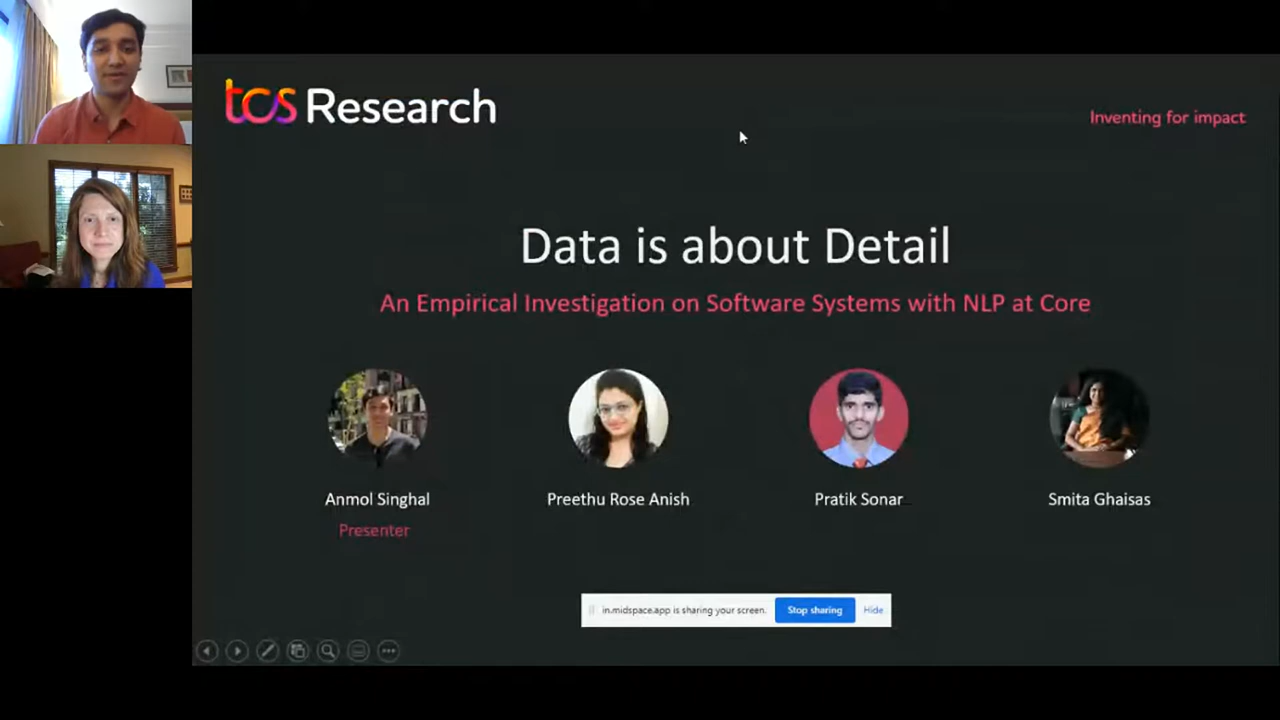 tcs Research
Inventing for impact
Data is about Detail
An Empirical Investigation on Software Systems with NLP at Core
Anmol Singhal
Preethu Rose Anish
Pratik Sonar
Smita Ghaisas
Presenter
in.midspace.app is sharing your screen.
Stop sharing
Hide